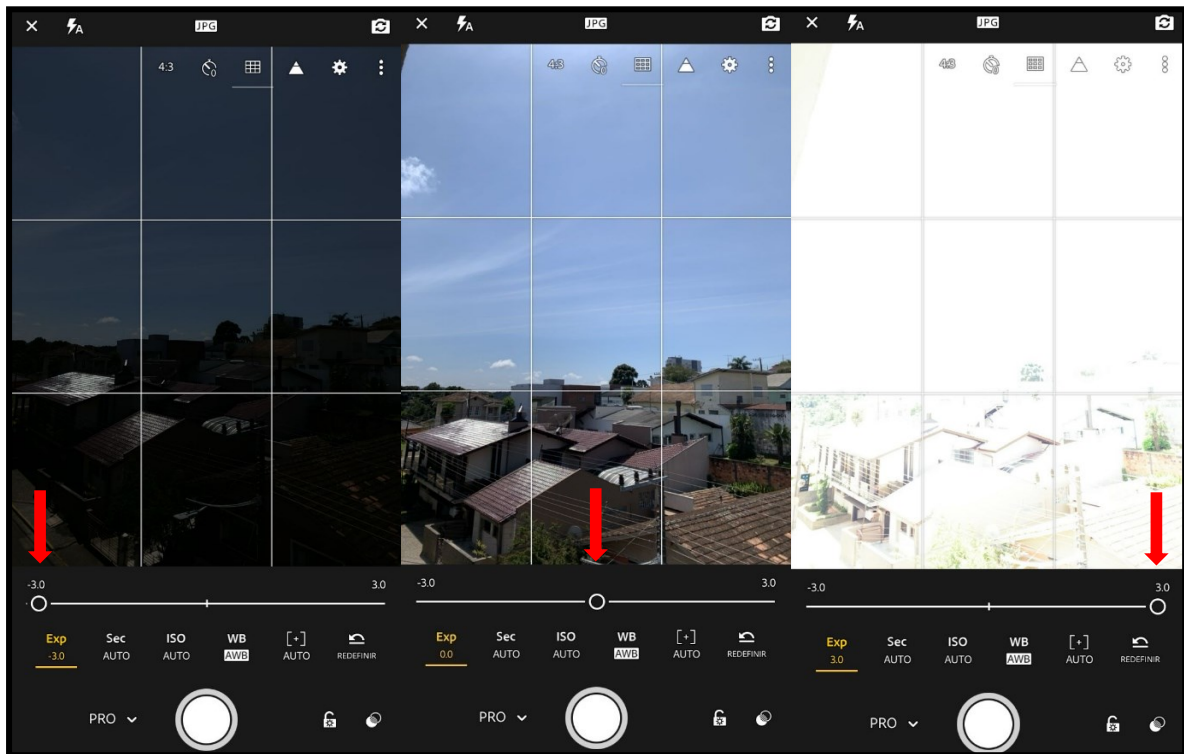 JPG
4:3
-3.0 3.0
Exp Sec ISO WB [+]
-3.0 AUTO AUTO AWB AUTO REDEFINIR
PRO
JPG
4:3
-3.0 3.0
Exp Sec ISO WB [+]
0.0 AUTO AUTO AWB AUTO REDEFINIR
PRO
JPG
4:3
-3.0 3.0
Exp Sec ISO WB [+]
3.0 AUTO AUTO AWB AUTO REDEFINIR
PRO